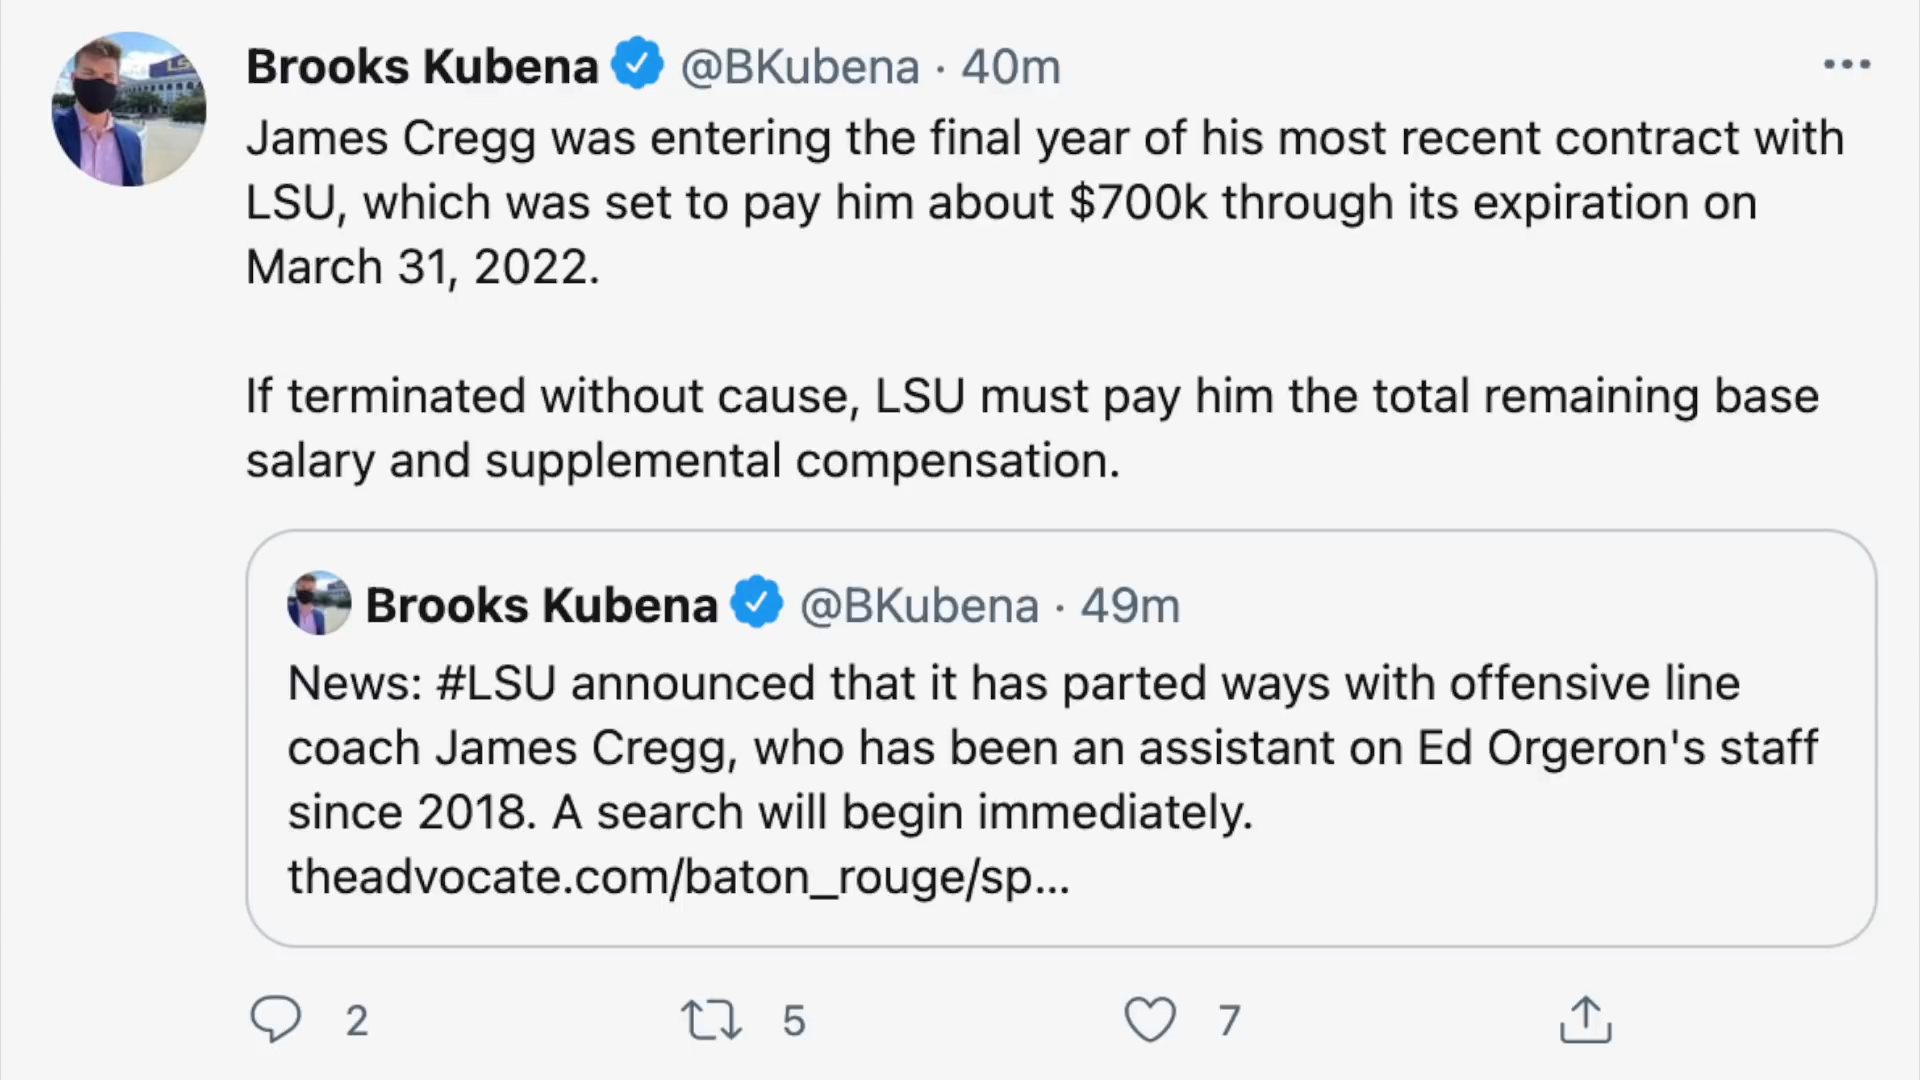 Brooks Kubena @BKubena · 40m
James Cregg was entering the final year of his most recent contract with
LSU, which was set to pay him about $700k through its expiration on
March 31, 2022.
If terminated without cause, LSU must pay him the total remaining base
salary and supplemental compensation.
Brooks Kubena @BKubena · 49m
News: #LSU announced that it has parted ways with offensive line
coach James Cregg, who has been an assistant on Ed Orgeron's staff
since 2018. A search will begin immediately.
theadvocate.com/baton_rouge/sp...
2 5 7